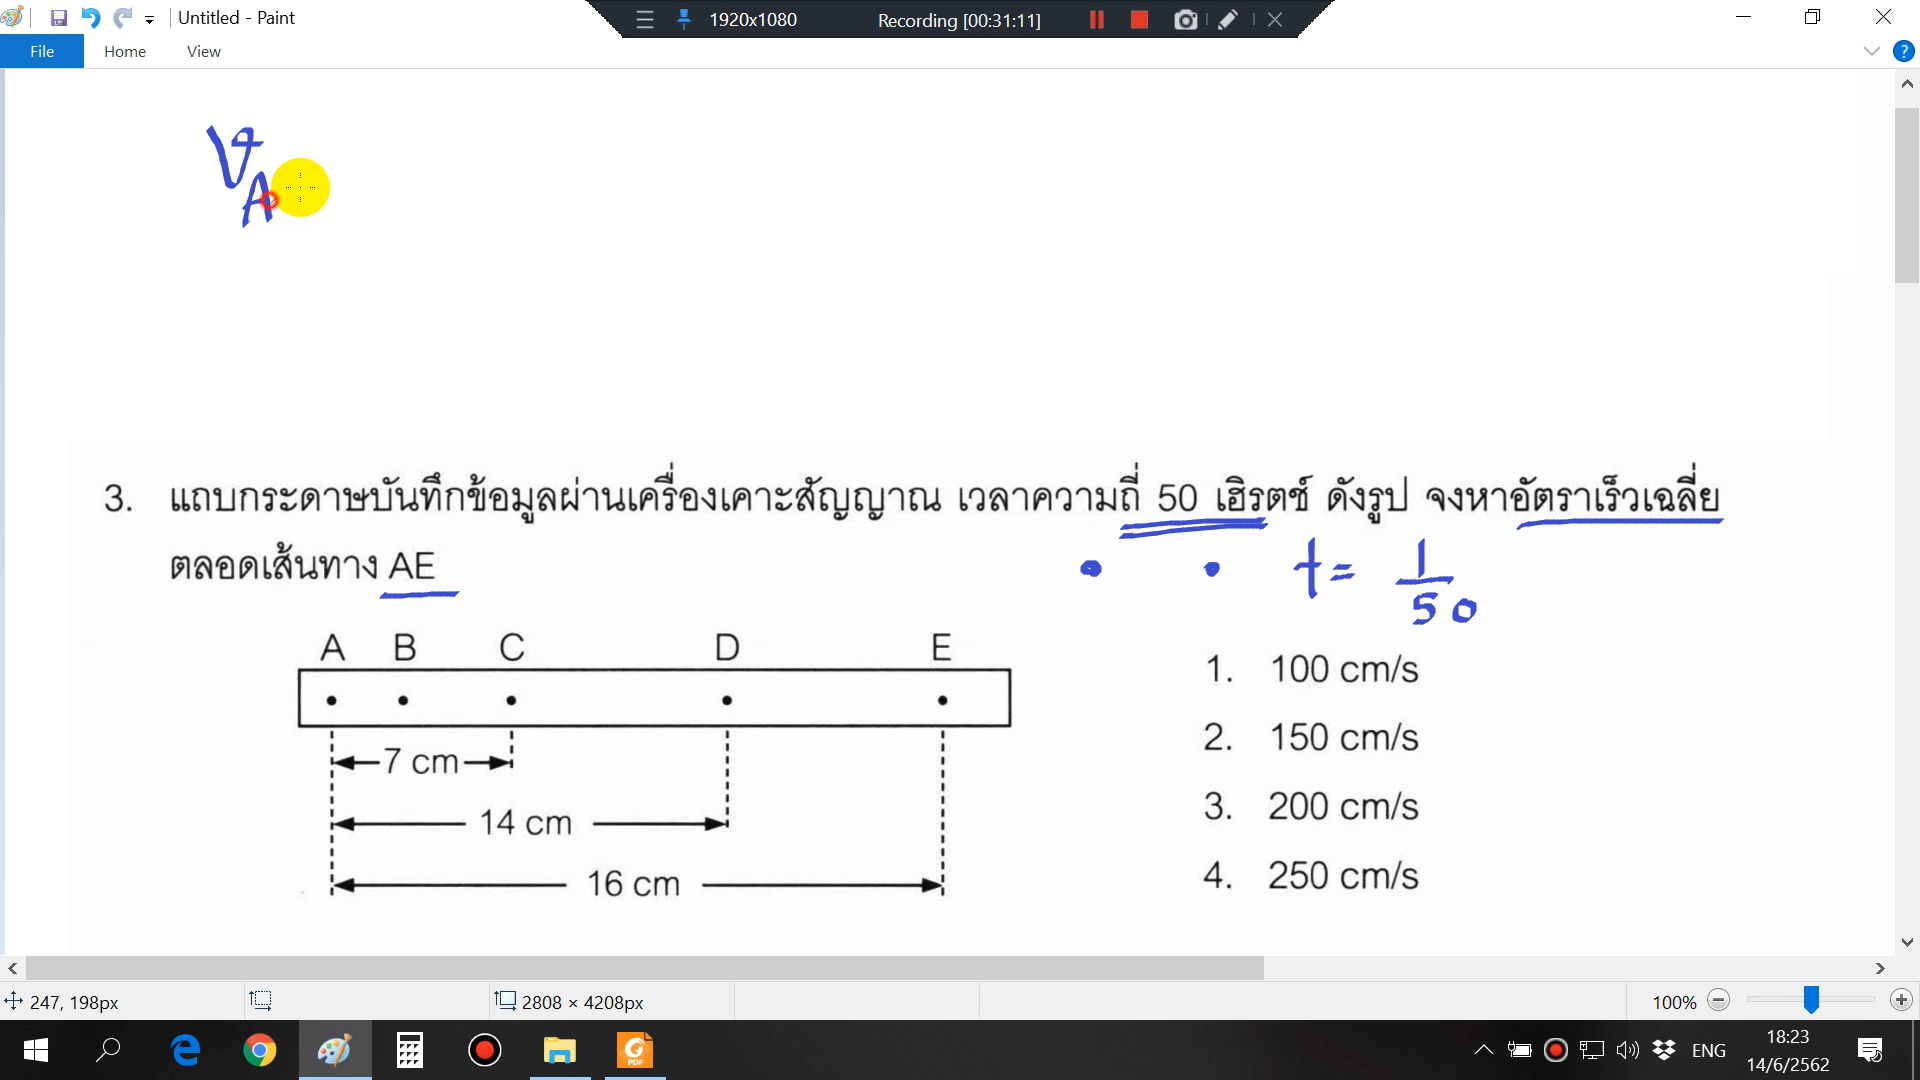 Untitled - Paint
1920x1080
Recording [00:31:11]
File
Home
View
?
V
A
3. แถบกระดาษบันทึกข้อมูลผ่านเครื่องเคาะสัญญาณ เวลาความถี่ 50 เฮิรตช์ ดังรูป จงหาอัตราเร็วเฉลี่ย
ตลอดเส้นทาง AE
t = 1/50
A B C D E
7 cm
14 cm
16 cm
1. 100 cm/s
2. 150 cm/s
3. 200 cm/s
4. 250 cm/s
247, 198px
2808 × 4208px
100%
PDF
ENG
18:23
14/6/2562